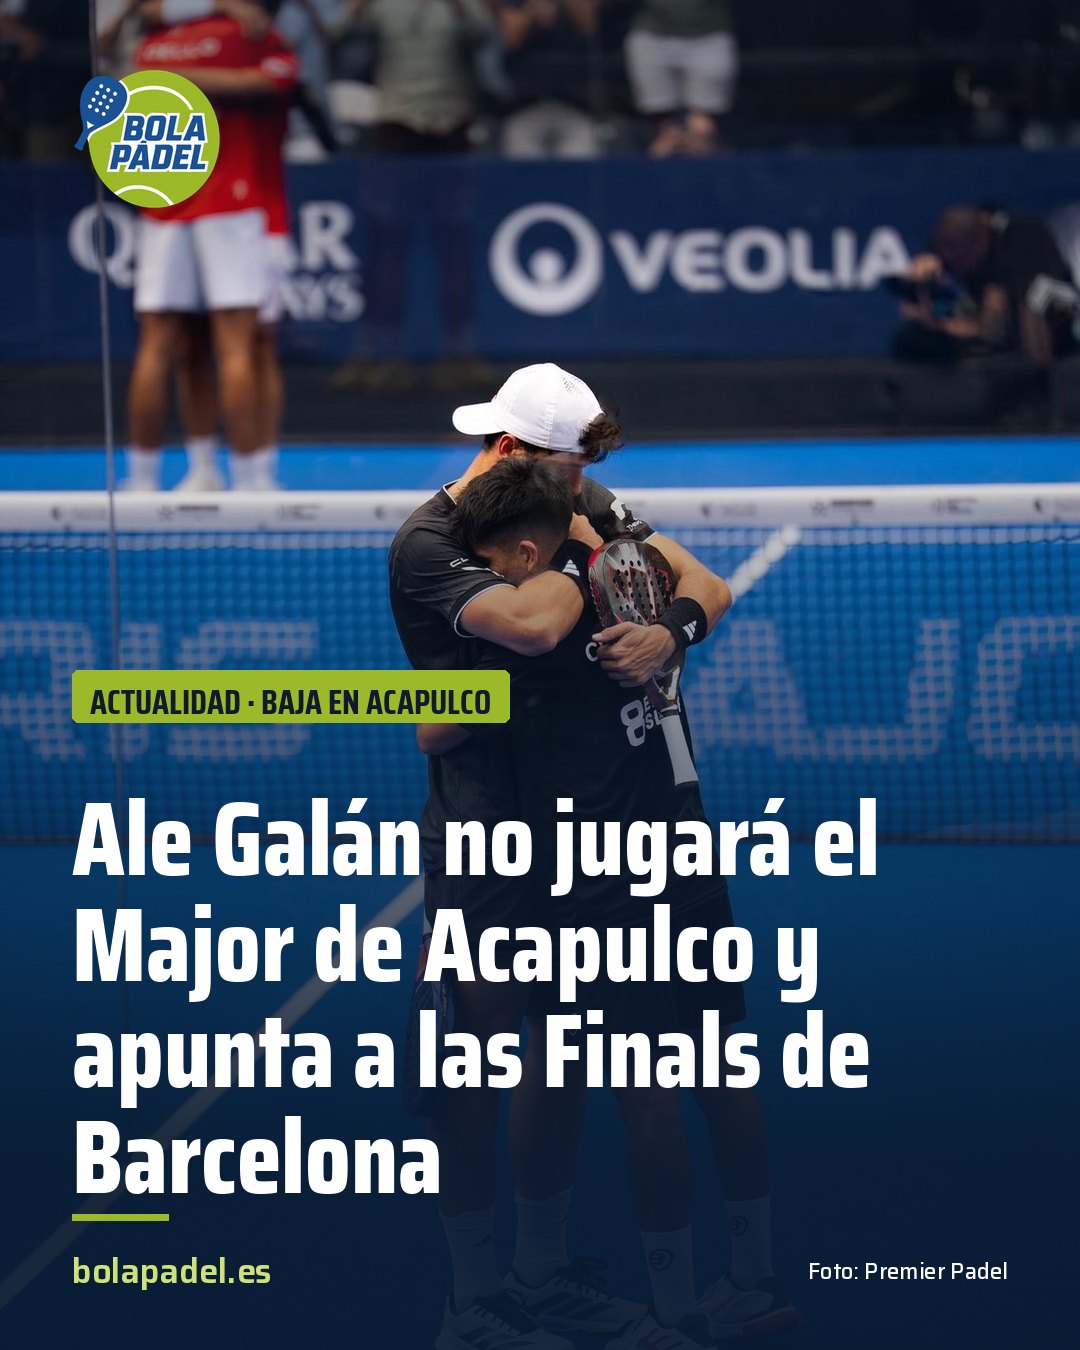 BOLA
PÁDEL
VEOLIA
ACTUALIDAD · BAJA EN ACAPULCO
Ale Galán no jugará el
Major de Acapulco y
apunta a las Finals de
Barcelona
bolapadel.es
Foto: Premier Padel